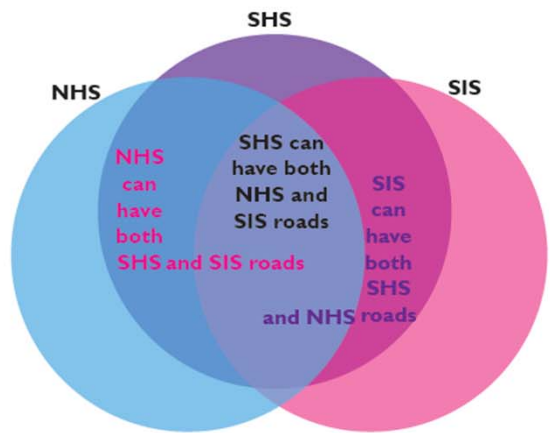 SHS
NHS
SIS
SHS can
have both
NHS and
SIS roads
NHS
can
have
both
SHS and SIS roads
SIS
can
have
both
SHS
and NHS roads